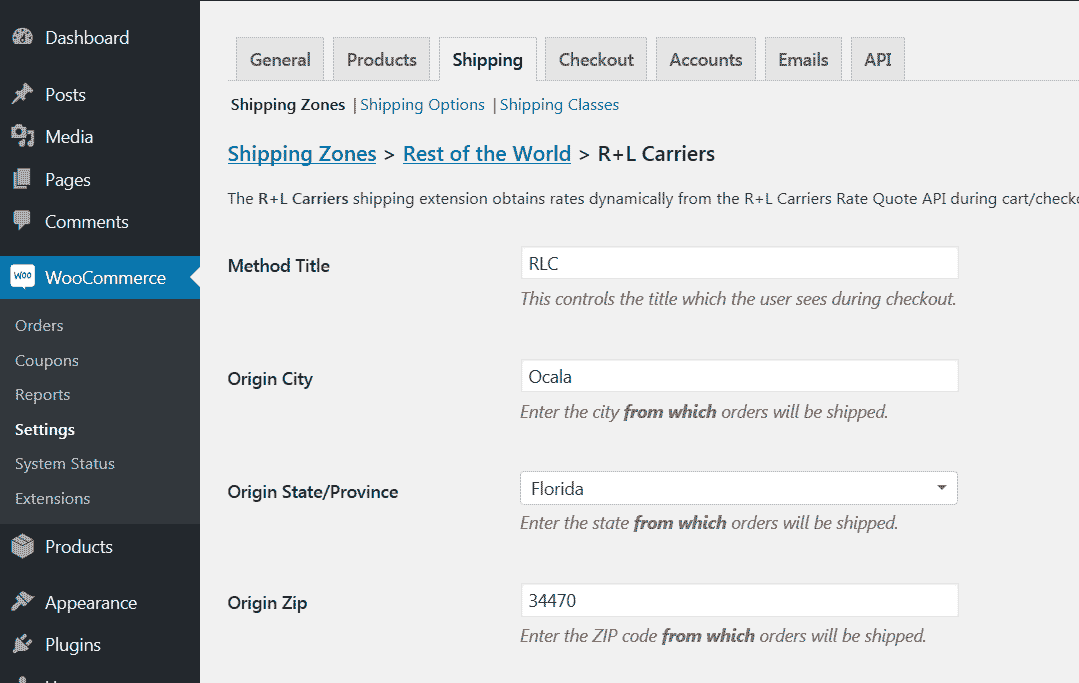 Dashboard
Posts
Media
Pages
Comments
WOO WooCommerce
Orders
Coupons
Reports
Settings
System Status
Extensions
Products
Appearance
Plugins
General Products Shipping Checkout Accounts Emails API
Shipping Zones | Shipping Options | Shipping Classes
Shipping Zones > Rest of the World > R+L Carriers
The R+L Carriers shipping extension obtains rates dynamically from the R+L Carriers Rate Quote API during
Method Title RLC
This controls the title which the user sees during checkout.
Origin City Ocala
Enter the city from which orders will be shipped.
Origin State/Province Florida
Enter the state from which orders will be shipped.
Origin Zip 34470
Enter the ZIP code from which orders will be shipped.